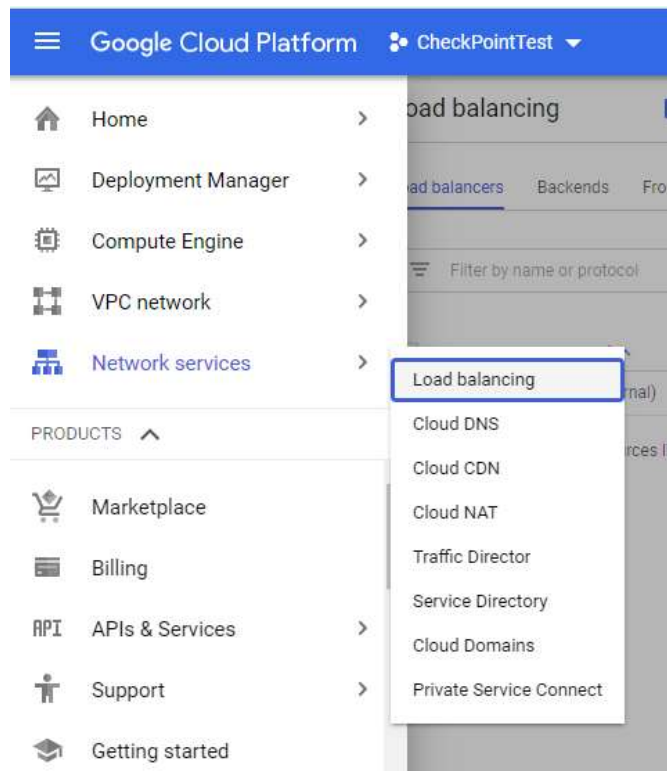 Google Cloud Platform CheckPointTest
Home
oad balancing
Deployment Manager
ad balancers Backends Fro
Compute Engine
Filter by name or protocol
VPC network
Network services
Load balancing
rnal)
Cloud DNS
PRODUCTS
rces
Cloud CDN
Marketplace
Cloud NAT
Traffic Director
Billing
Service Directory
API APIs & Services
Cloud Domains
Support
Private Service Connect
Getting started